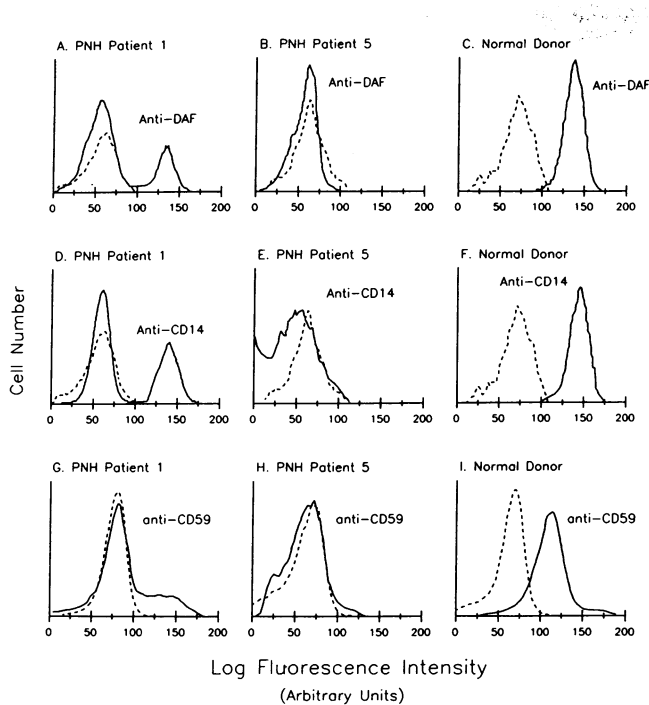 A. PNH Patient 1
B. PNH Patient 5
C. Normal Donor
Anti-DAF
Anti-DAF
Anti-DAF
0 50 100 150 200
0 50 100 150 200
0 50 100 150 200
D. PNH Patient 1
E. PNH Patient 5
F. Normal Donor
Anti-CD14
Anti-CD14
Anti-CD14
0 50 100 150 200
0 50 100 150 200
0 50 100 150 200
Cell Number
G. PNH Patient 1
H. PNH Patient 5
I. Normal Donor
anti-CD59
anti-CD59
anti-CD59
0 50 100 150 200
0 50 100 150 200
0 50 100 150 200
Log Fluorescence Intensity
(Arbitrary Units)